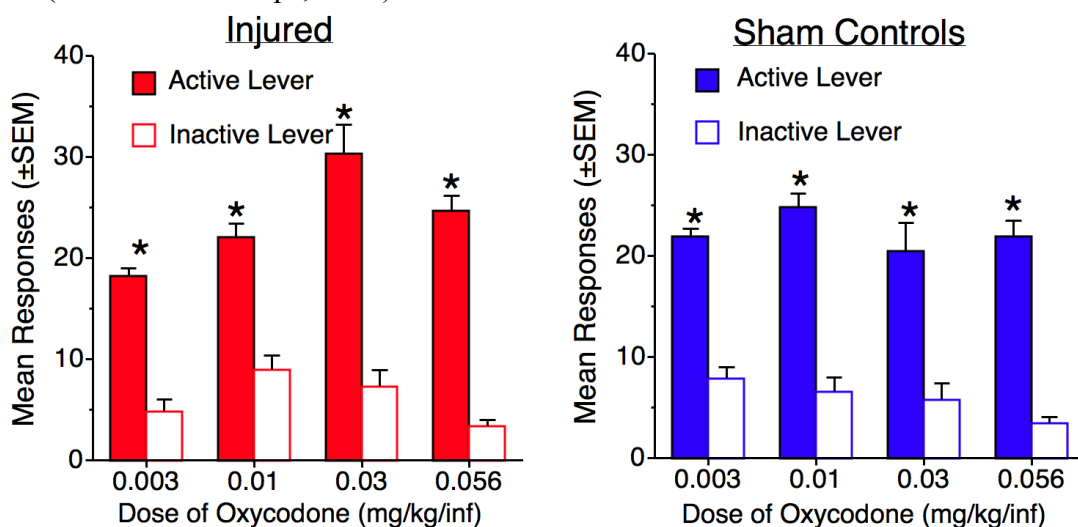 Injured
Active Lever
Inactive Lever
*
*
*
*
40
30
20
10
0
Mean Responses (±SEM)
0.003 0.01 0.03 0.056
Dose of Oxycodone (mg/kg/inf)
Sham Controls
Active Lever
Inactive Lever
*
*
*
*
40
30
20
10
0
Mean Responses (±SEM)
0.003 0.01 0.03 0.056
Dose of Oxycodone (mg/kg/inf)